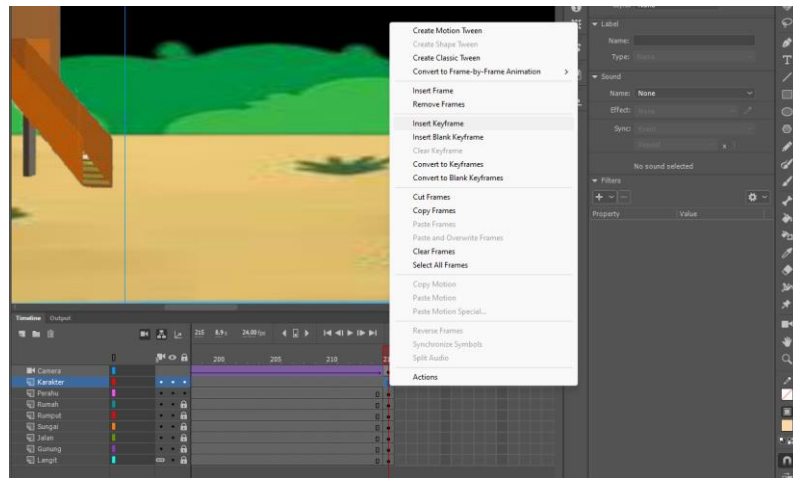 Create Motion Tween
Create Shape Tween
Create Classic Tween
Convert to Frame-by-Frame Animation
Insert Frame
Remove Frames
Insert Keyframe
Insert Blank Keyframe
Clear Keyframe
Convert to Keyframes
Convert to Blank Keyframes
Cut Frames
Copy Frames
Paste Frames
Paste and Overwrite Frames
Clear Frames
Select All Frames
Copy Motion
Paste Motion
Paste Motion Special...
Reverse Frames
Synchronize Symbols
Split Audio
Actions
Label
Name:
Type:
Sound
Name: None
Effect: None
Sync:
Repeat x
No sound selected
Filters
Property Value
Timeline Output
215 8.9 s 24.00 fps
200 205 210
Camera
Karakter
Perahu
Rumah
Rumput
Sungai
Jalan
Gunung
Langit